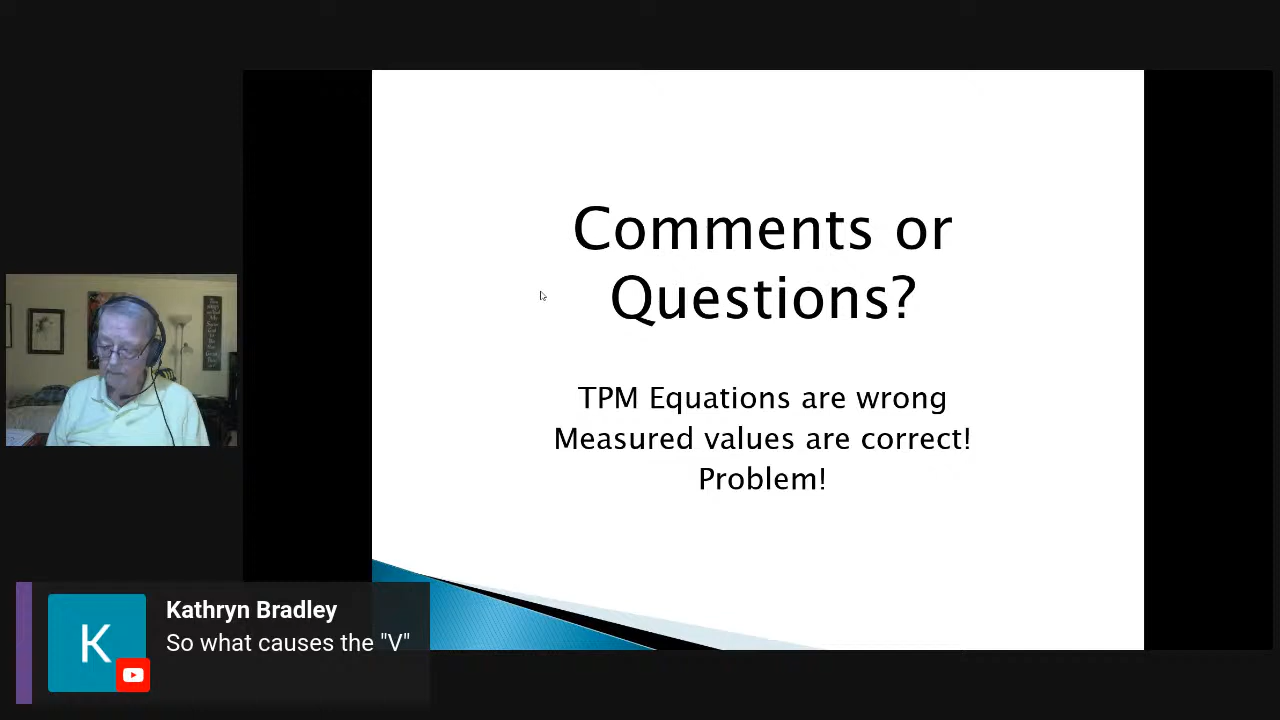 Comments or
Questions?
TPM Equations are wrong
Measured values are correct!
Problem!
K
Kathryn Bradley
So what causes the "V"